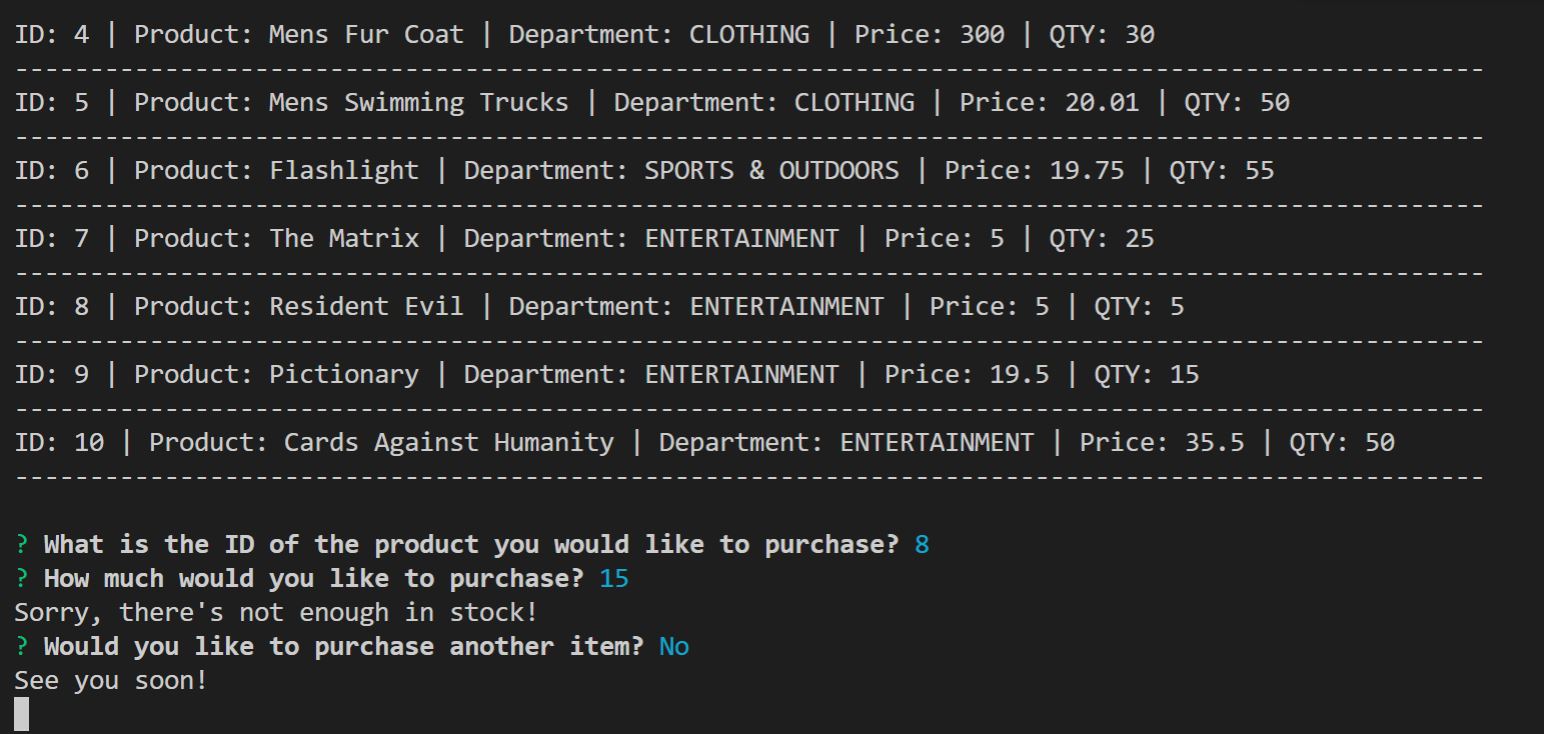 ID: 4 | Product: Mens Fur Coat | Department: CLOTHING | Price: 300 | QTY: 30
--------------------------------------------------------------------------------------------------
ID: 5 | Product: Mens Swimming Trucks | Department: CLOTHING | Price: 20.01 | QTY: 50
--------------------------------------------------------------------------------------------------
ID: 6 | Product: Flashlight | Department: SPORTS & OUTDOORS | Price: 19.75 | QTY: 55
--------------------------------------------------------------------------------------------------
ID: 7 | Product: The Matrix | Department: ENTERTAINMENT | Price: 5 | QTY: 25
--------------------------------------------------------------------------------------------------
ID: 8 | Product: Resident Evil | Department: ENTERTAINMENT | Price: 5 | QTY: 5
--------------------------------------------------------------------------------------------------
ID: 9 | Product: Pictionary | Department: ENTERTAINMENT | Price: 19.5 | QTY: 15
--------------------------------------------------------------------------------------------------
ID: 10 | Product: Cards Against Humanity | Department: ENTERTAINMENT | Price: 35.5 | QTY: 50
--------------------------------------------------------------------------------------------------
? What is the ID of the product you would like to purchase? 8
? How much would you like to purchase? 15
Sorry, there's not enough in stock!
? Would you like to purchase another item? No
See you soon!